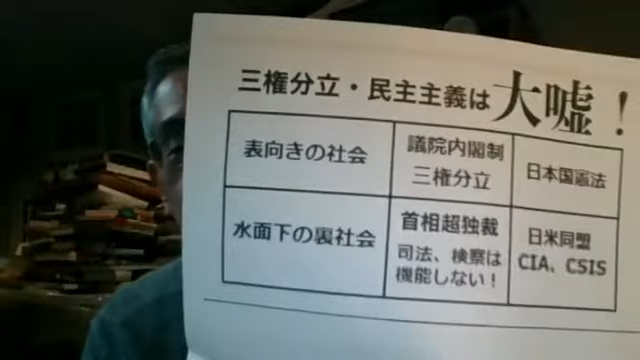 三権分立・民主主義は大嘘！
表向きの社会
議院内閣制
三権分立
日本国憲法
水面下の裏社会
首相超独裁
司法、検察は
機能しない！
日米同盟
CIA、CSIS